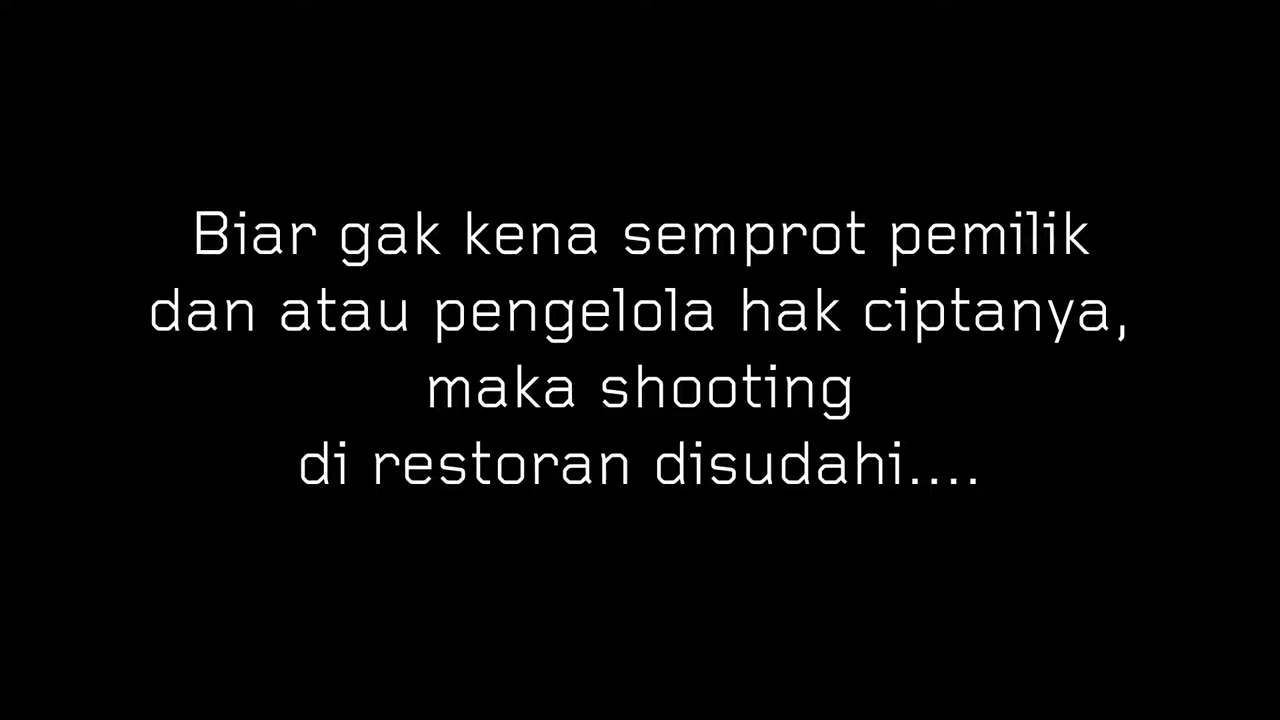 Biar gak kena semprot pemilik
dan atau pengelola hak ciptanya,
maka shooting
di restoran disudahi....